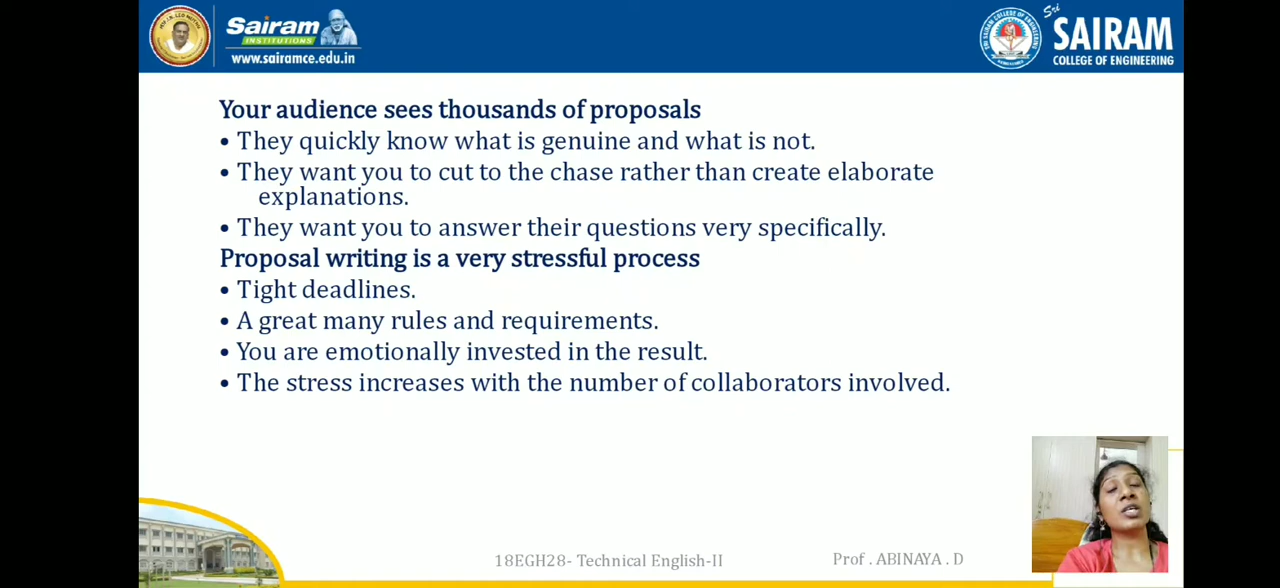 Sairam
INSTITUTIONS
www.sairamce.edu.in
Sri
SAIRAM
COLLEGE OF ENGINEERING
Your audience sees thousands of proposals
• They quickly know what is genuine and what is not.
• They want you to cut to the chase rather than create elaborate
explanations.
• They want you to answer their questions very specifically.
Proposal writing is a very stressful process
• Tight deadlines.
• A great many rules and requirements.
• You are emotionally invested in the result.
• The stress increases with the number of collaborators involved.
18EGH28- Technical English-II
Prof . ABINAYA . D